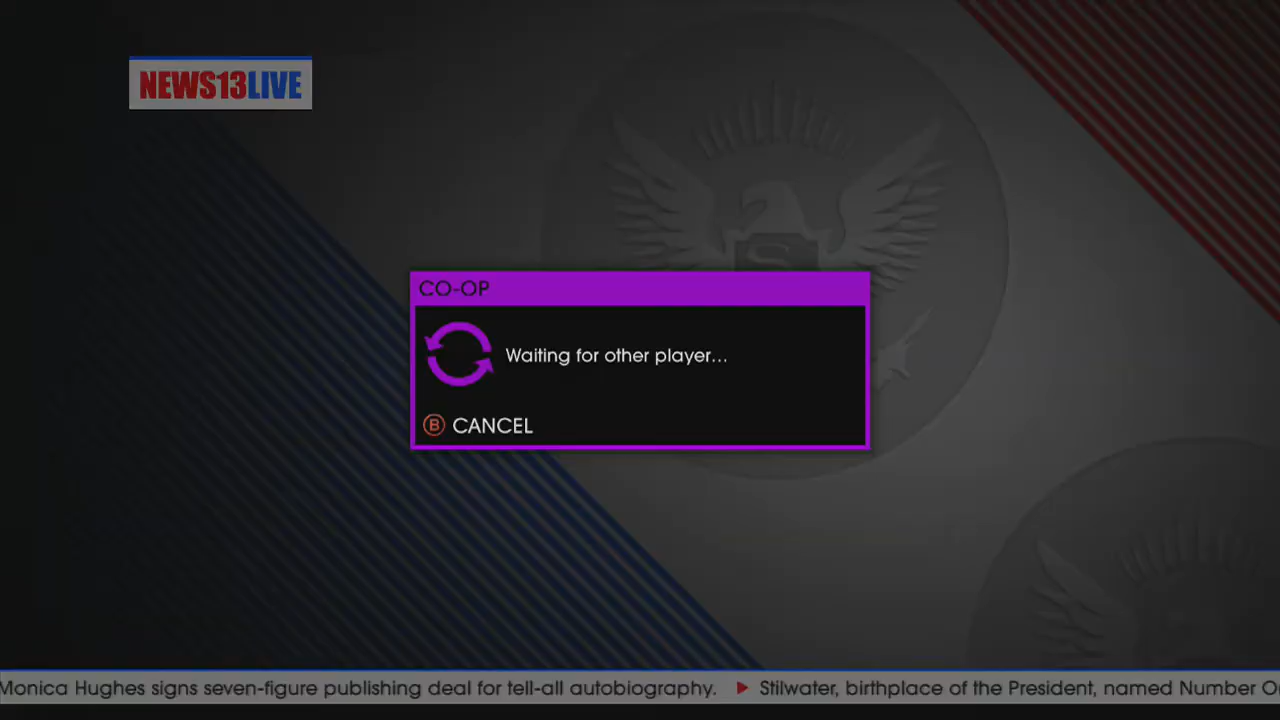 NEWS13LIVE
CO-OP
Waiting for other player...
B CANCEL
Monica Hughes signs seven-figure publishing deal for tell-all autobiography. Stilwater, birthplace of the President, named Number